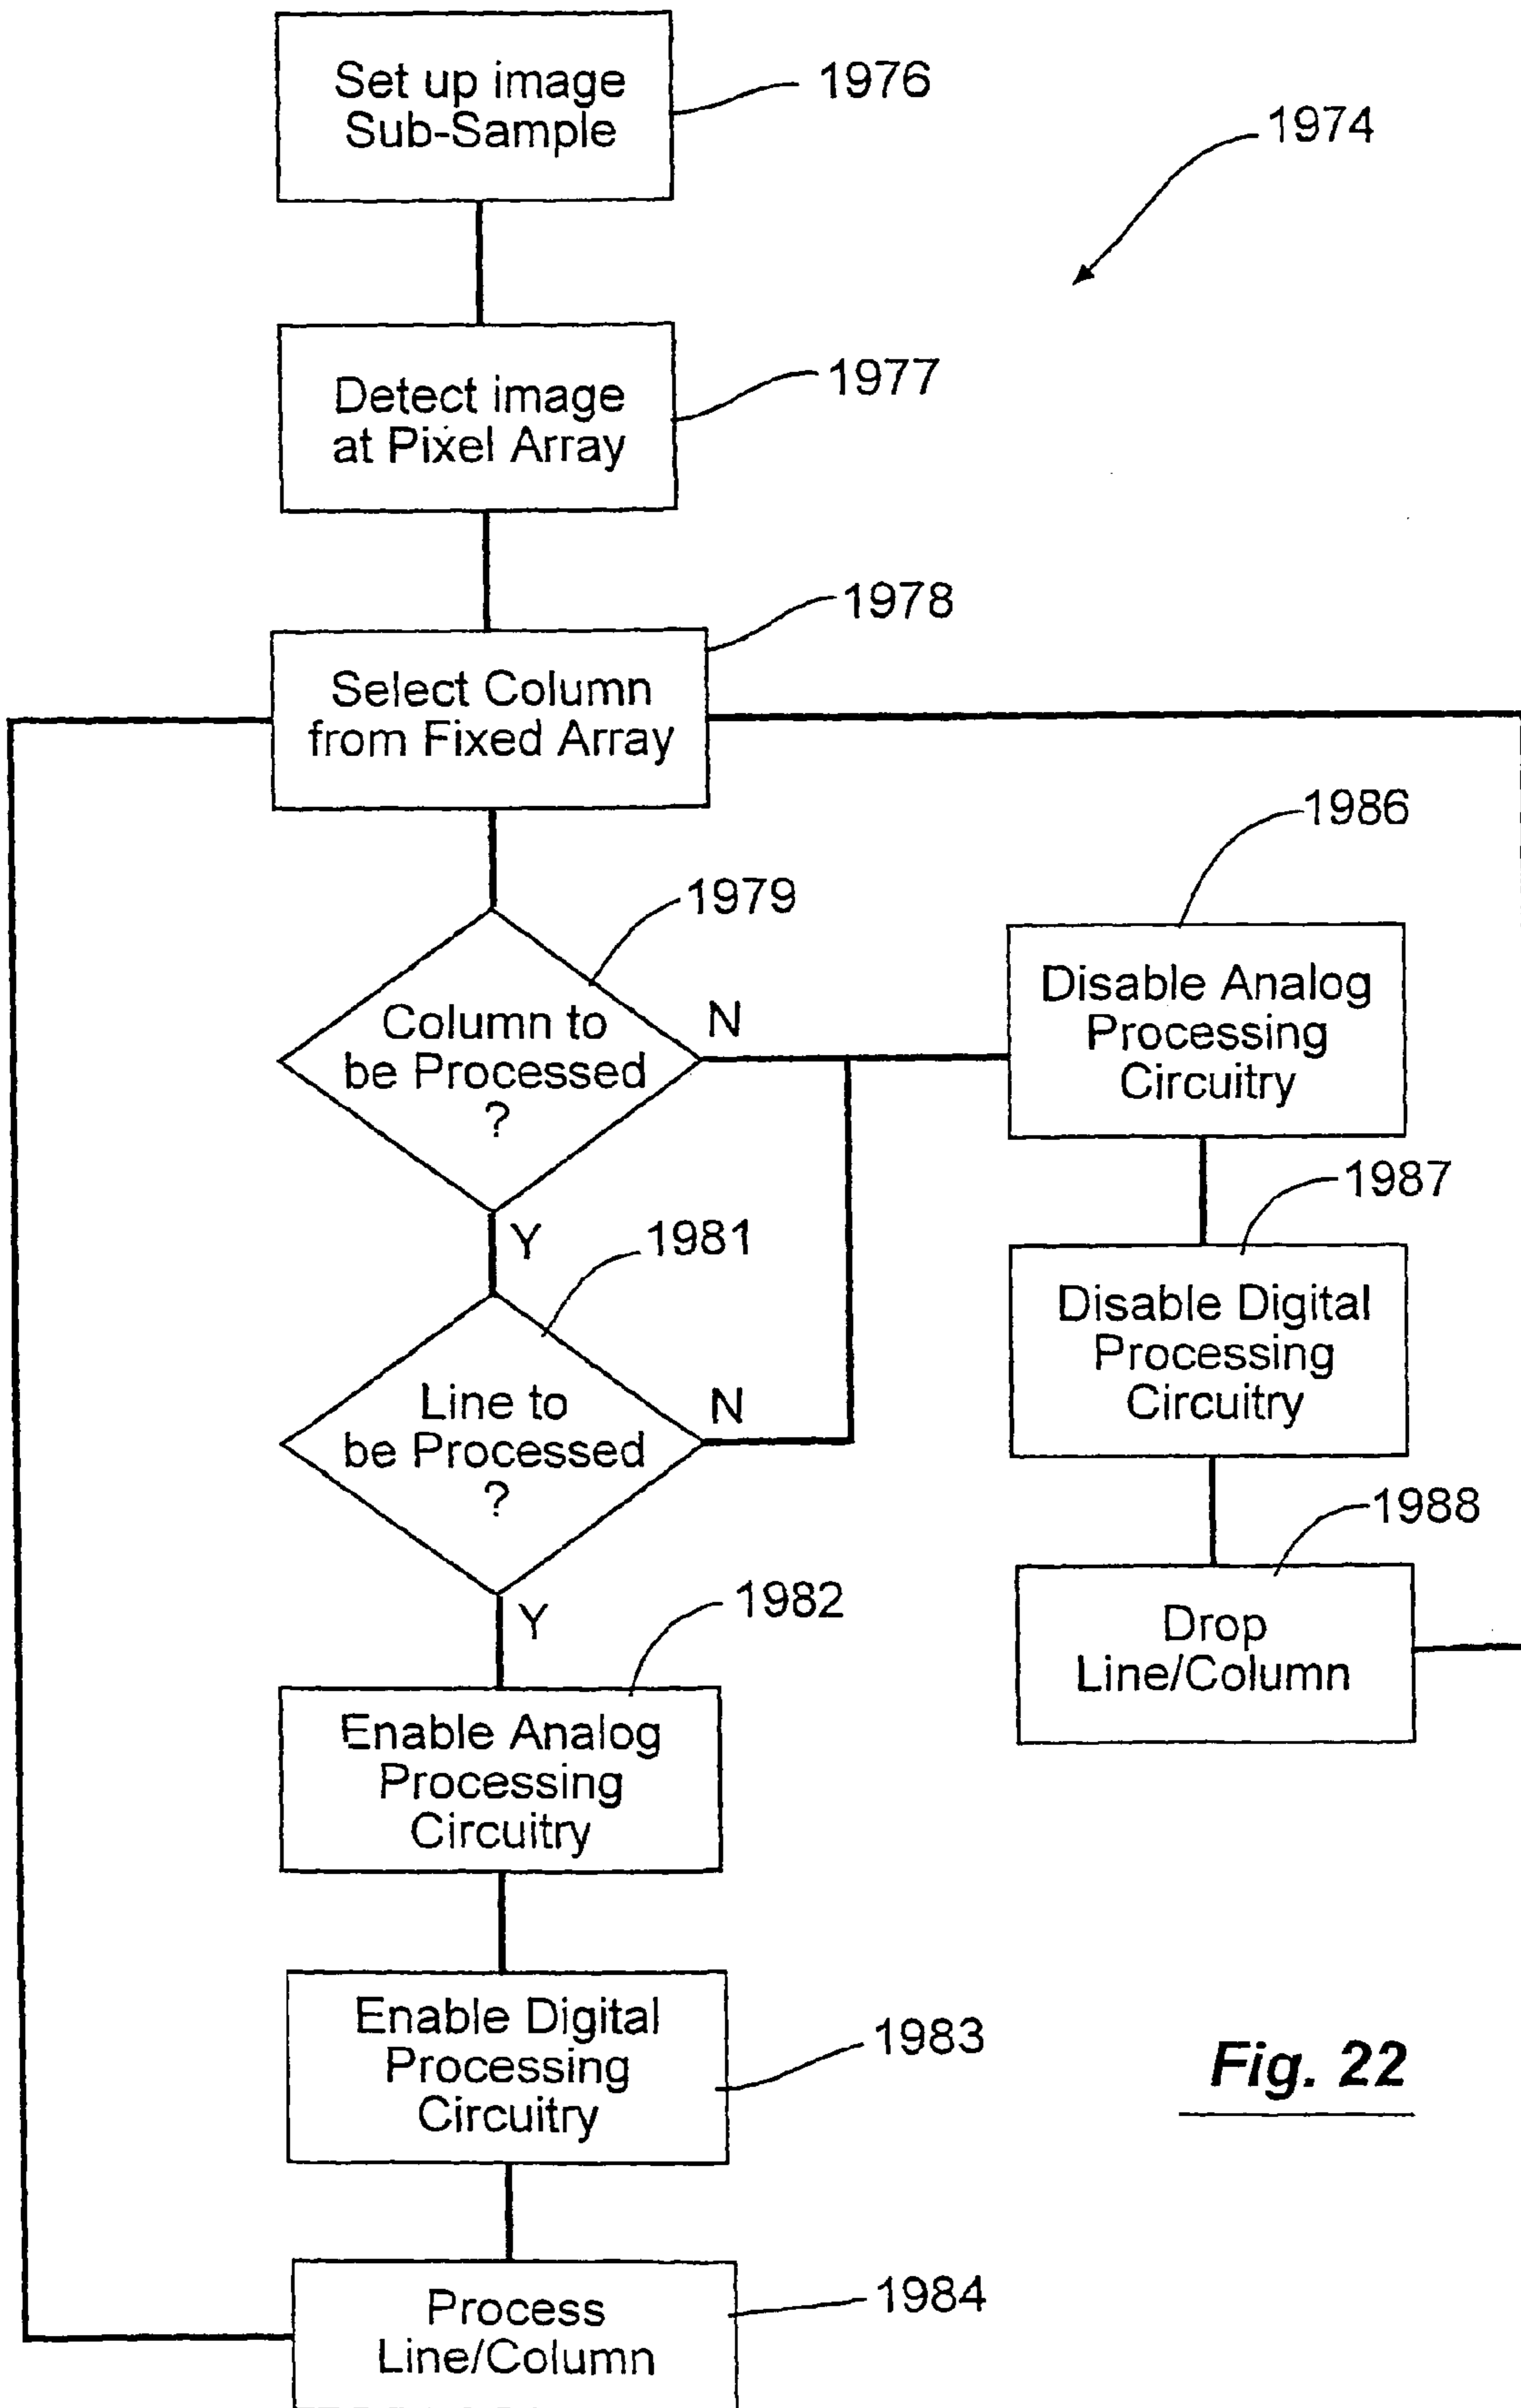 Set up image
Sub-Sample
1976
1974
Detect image
at Pixel Array
1977
Select Column
from Fixed Array
1978
Column to
be Processed
?
1979
N
Y
Disable Analog
Processing
Circuitry
1986
Line to
be Processed
?
1981
N
Y
Disable Digital
Processing
Circuitry
1987
Drop
Line/Column
1988
Enable Analog
Processing
Circuitry
1982
Enable Digital
Processing
Circuitry
1983
Process
Line/Column
1984
Fig. 22